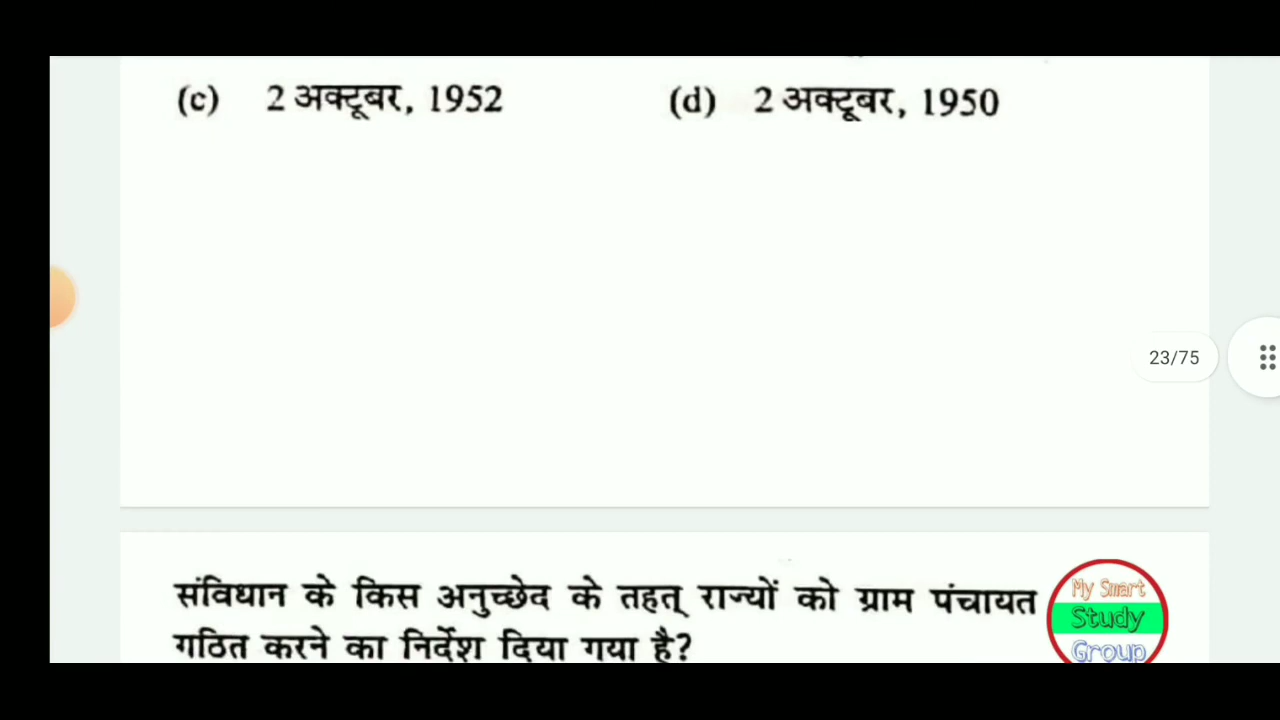 (c) 2 अक्टूबर, 1952 (d) 2 अक्टूबर, 1950
23/75
संविधान के किस अनुच्छेद के तहत् राज्यों को ग्राम पंचायत
गठित करने का निर्देश दिया गया है?
My Smart
Study
Group